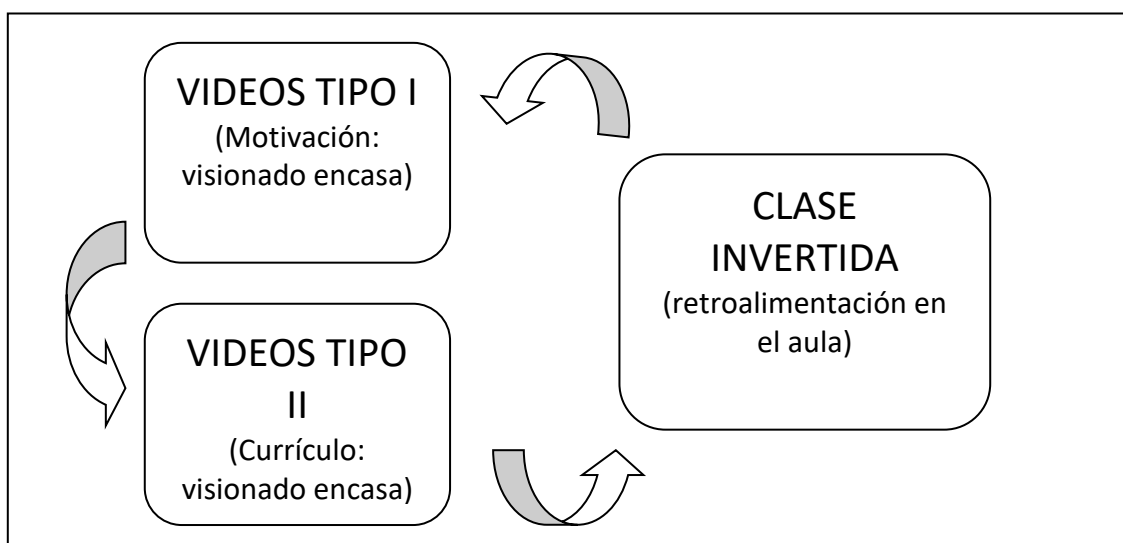 VIDEOS TIPO I
(Motivación:
visionado encasa)
VIDEOS TIPO
II
(Currículo:
visionado encasa)
CLASE
INVERTIDA
(retroalimentación en
el aula)